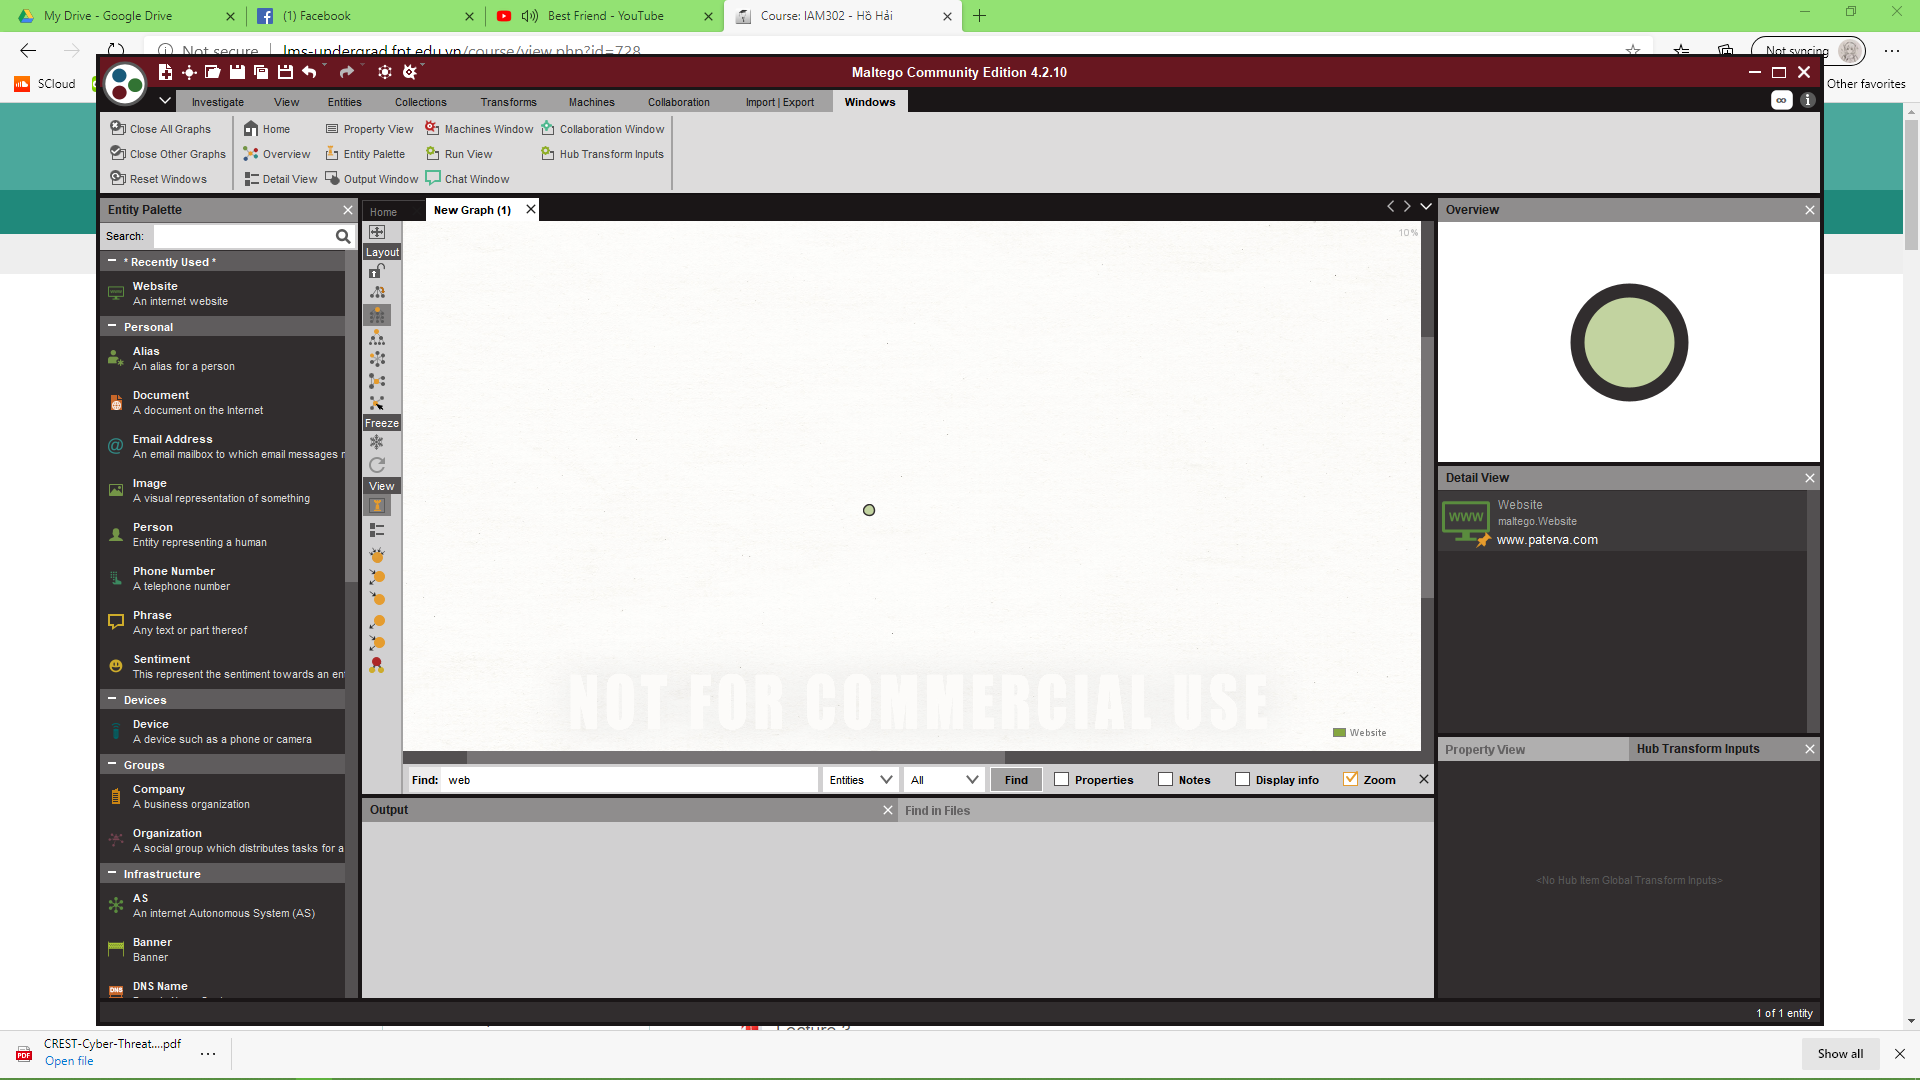 My Drive - Google Drive
(1) Facebook
Best Friend - YouTube
Course: IAM302 - Hồ Hải
Not secure lms-undergrad.fpt.edu.vn/course/view.php?id=728
Not syncing
SCloud
Other favorites
Maltego Community Edition 4.2.10
Investigate View Entities Collections Transforms Machines Collaboration Import | Export Windows
Close All Graphs Home Property View Machines Window Collaboration Window
Close Other Graphs Overview Entity Palette Run View Hub Transform Inputs
Reset Windows Detail View Output Window Chat Window
Entity Palette
Search:
* Recently Used *
Website
An internet website
Personal
Alias
An alias for a person
Document
A document on the Internet
Email Address
An email mailbox to which email messages
Image
A visual representation of something
Person
Entity representing a human
Phone Number
A telephone number
Phrase
Any text or part thereof
Sentiment
This represent the sentiment towards an
Devices
Device
A device such as a phone or camera
Groups
Company
A business organization
Organization
A social group which distributes tasks for a
Infrastructure
AS
An internet Autonomous System (AS)
Banner
Banner
DNS Name
Home
New Graph (1)
Layout
Freeze
View
10%
NOT FOR COMMERCIAL USE
Website
Find: web Entities All Find Properties Notes Display info Zoom
Output
Find in Files
Overview
Detail View
WWW
Website
maltego.Website
www.paterva.com
Property View
Hub Transform Inputs
<No Hub Item Global Transform Inputs>
1 of 1 entity
Lecture 3
CREST-Cyber-Threat....pdf
Open file
Show all